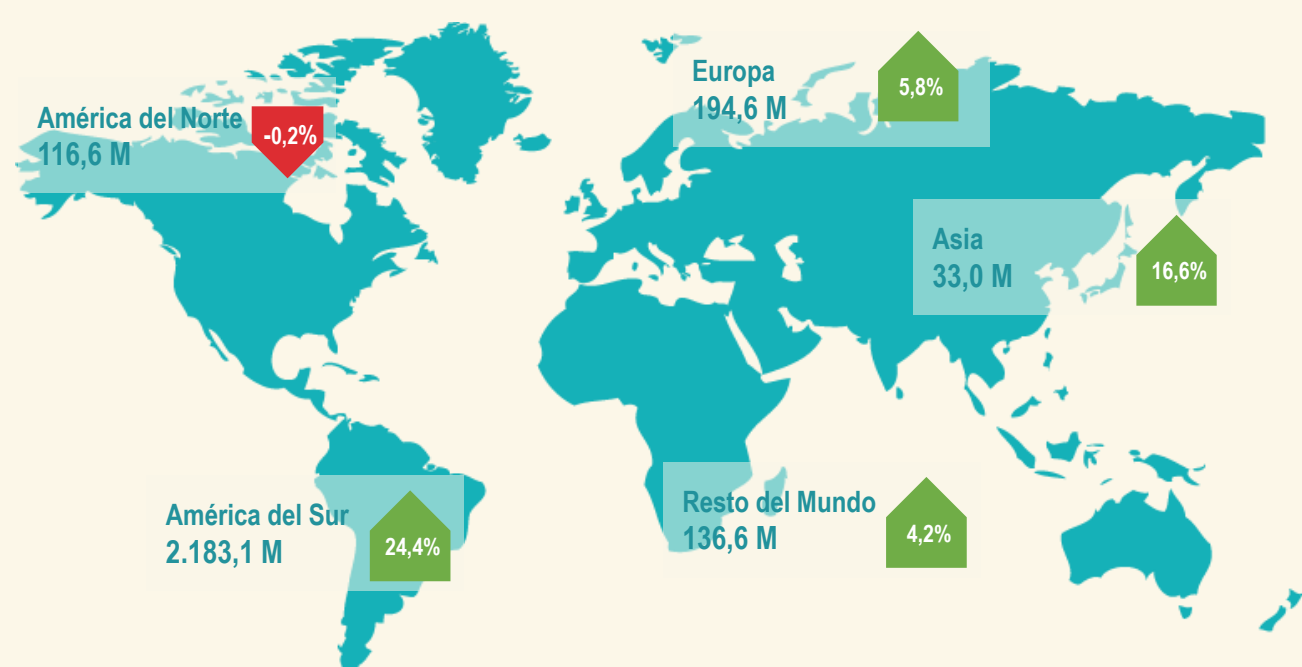 América del Norte
116,6 M
-0,2%
Europa
194,6 M
5,8%
Asia
33,0 M
16,6%
América del Sur
2.183,1 M
24,4%
Resto del Mundo
136,6 M
4,2%